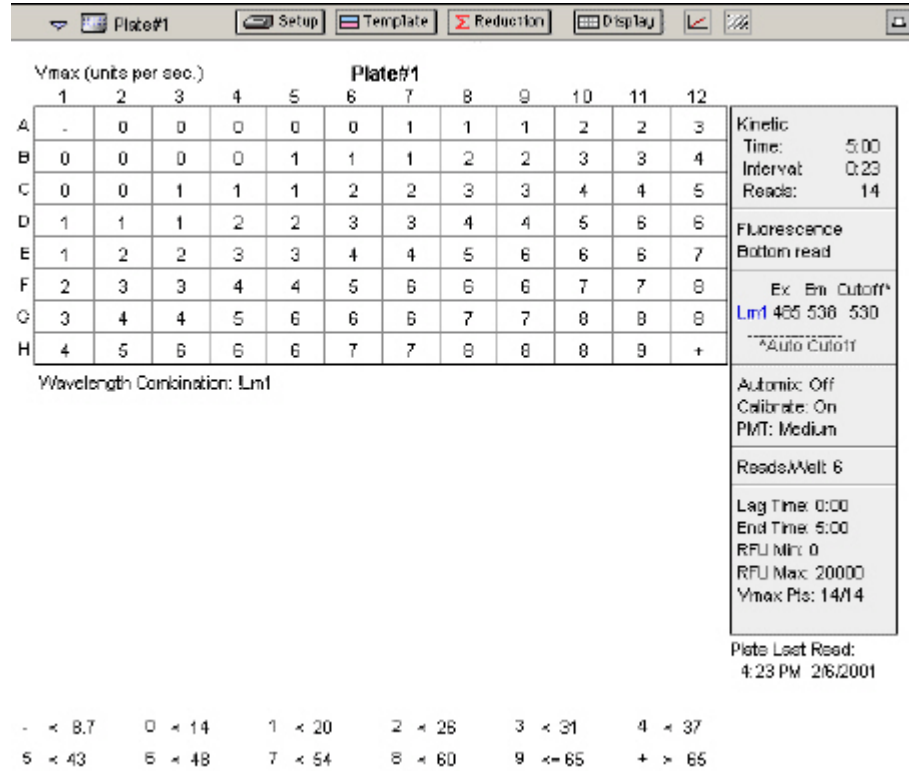 Plate#1 Setup Template Reduction Display
Vmax (units per sec.) Plate#1
1 2 3 4 5 6 7 8 9 10 11 12
A - 0 0 0 0 0 1 1 1 2 2 3
B 0 0 0 0 1 1 1 2 2 3 3 4
C 0 0 1 1 1 2 2 3 3 4 4 5
D 1 1 1 2 2 3 3 4 4 5 6 6
E 1 2 2 3 3 4 4 5 6 6 6 7
F 2 3 3 4 4 5 6 6 6 7 7 8
G 3 4 4 5 6 6 6 7 7 8 8 8
H 4 5 6 6 6 7 7 8 8 8 9 +
Wavelength Combination: !Lm1
Kinetic
Time: 5:00
Interval: 0:23
Reads: 14
Fluorescence
Bottom read
Ex Em Cutoff*
Lm1 485 538 530
*Auto Cutoff
Automix: Off
Calibrate: On
PMT: Medium
Reads/Well: 6
Lag Time: 0:00
End Time: 5:00
RFU Min: 0
RFU Max: 20000
Vmax Pts: 14/14
Plate Last Read:
4:23 PM 2/6/2001
- < 8.7 0 < 14 1 < 20 2 < 26 3 < 31 4 < 37
5 < 43 6 < 48 7 < 54 8 < 60 9 <= 65 + > 65